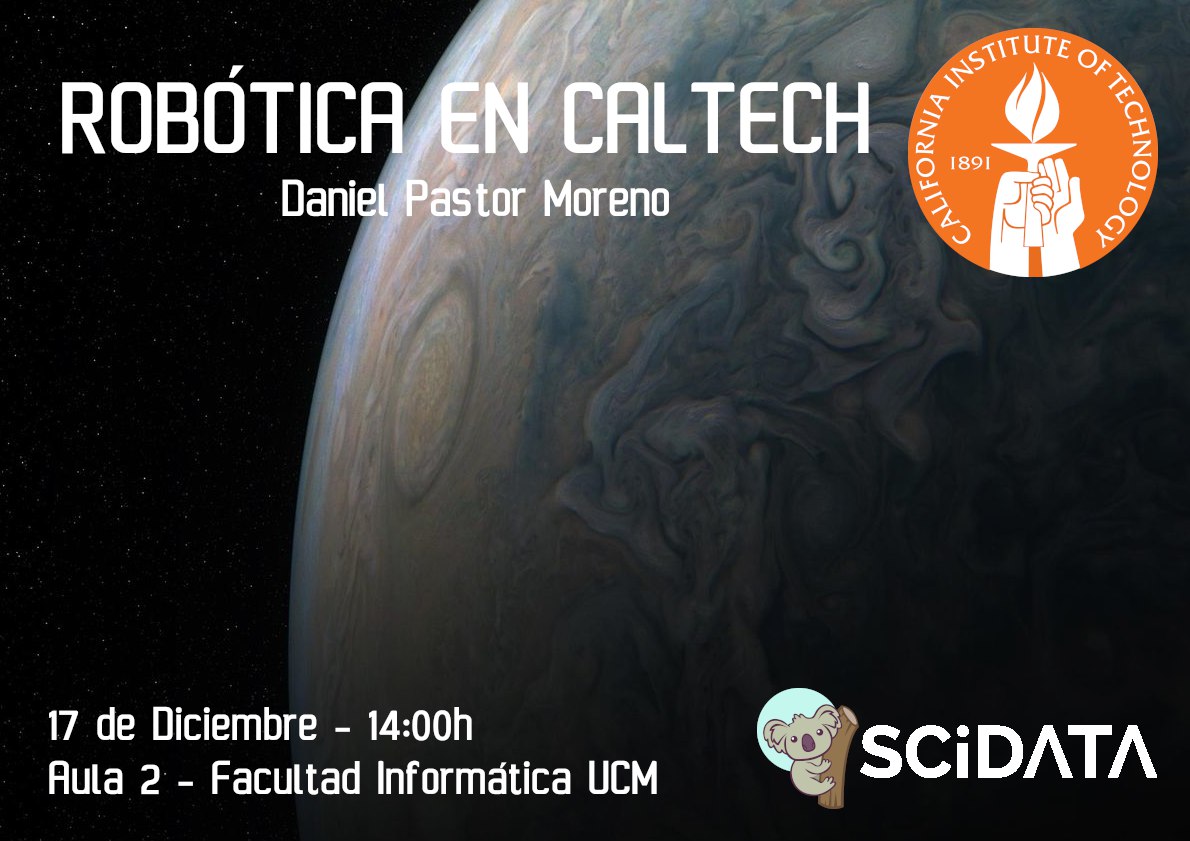 ROBÓTICA EN CALTECH
Daniel Pastor Moreno
CALIFORNIA INSTITUTE OF TECHNOLOGY
1891
17 de Diciembre - 14:00h
Aula 2 - Facultad Informática UCM
SCiDATA